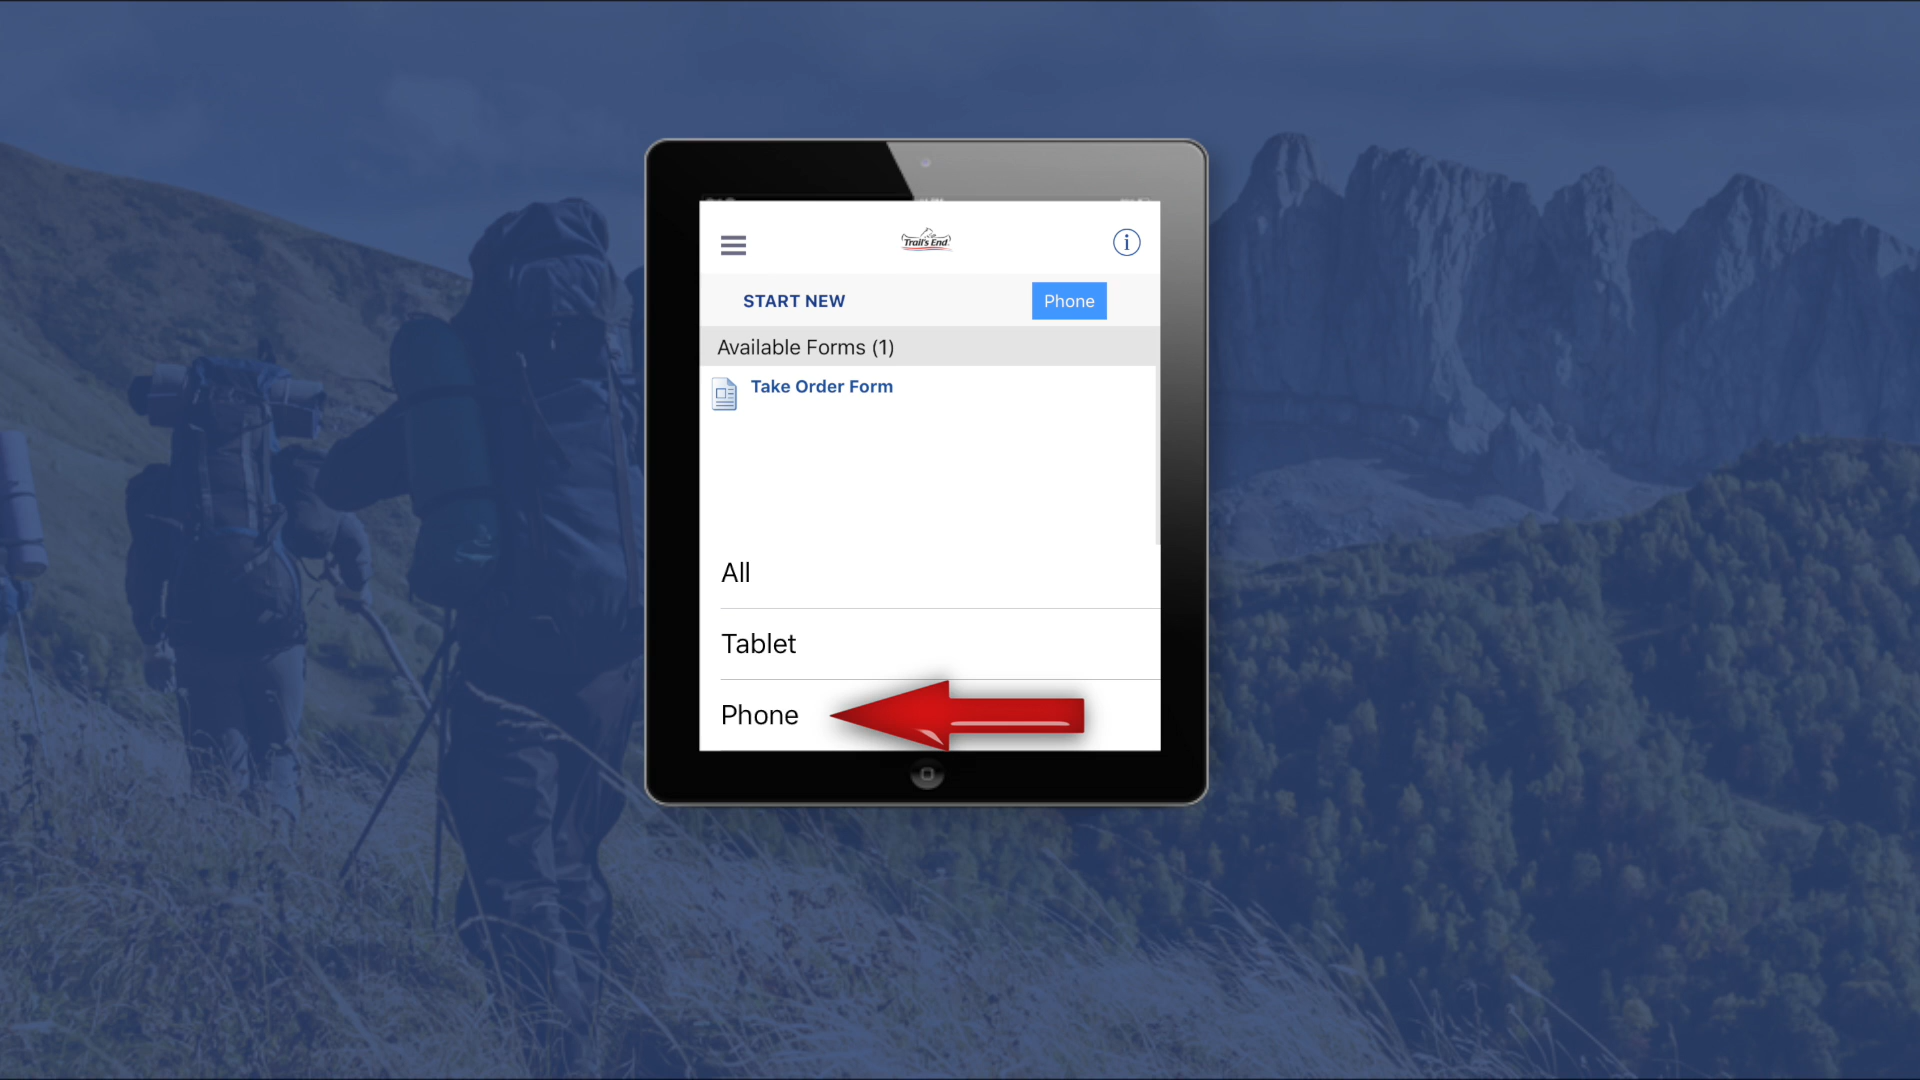 Trail's End
START NEW
Phone
Available Forms (1)
Take Order Form
All
Tablet
Phone